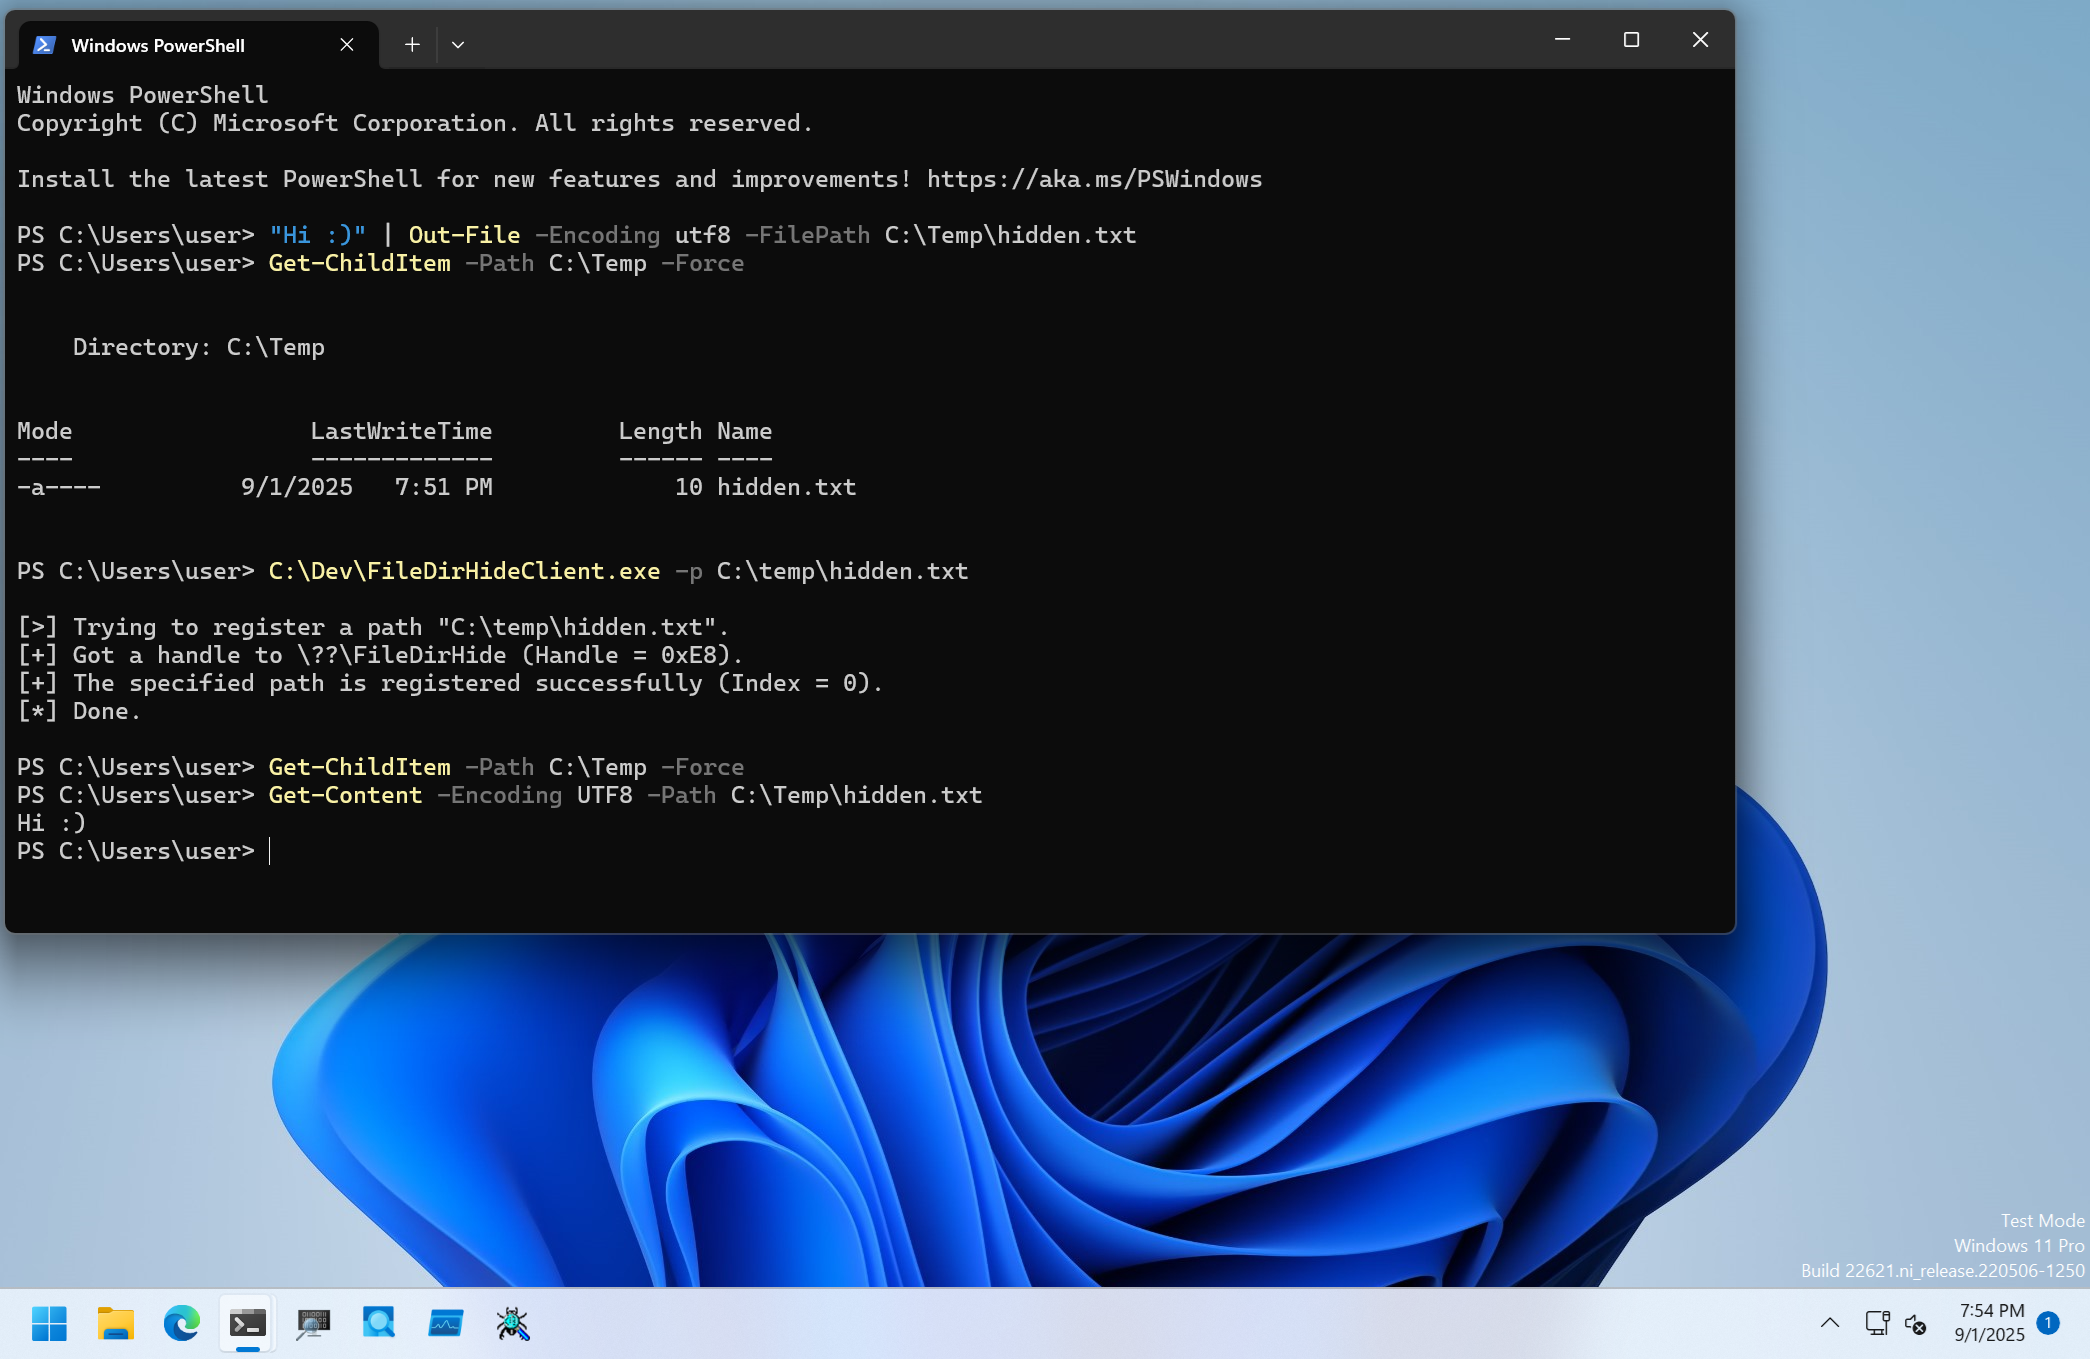 Windows PowerShell
Windows PowerShell
Copyright (C) Microsoft Corporation. All rights reserved.
Install the latest PowerShell for new features and improvements! https://aka.ms/PSWindows
PS C:\Users\user> "Hi :)" | Out-File -Encoding utf8 -FilePath C:\Temp\hidden.txt
PS C:\Users\user> Get-ChildItem -Path C:\Temp -Force
Directory: C:\Temp
Mode LastWriteTime Length Name
---- ------------- ------ ----
-a---- 9/1/2025 7:51 PM 10 hidden.txt
PS C:\Users\user> C:\Dev\FileDirHideClient.exe -p C:\temp\hidden.txt
[>] Trying to register a path "C:\temp\hidden.txt".
[+] Got a handle to \??\FileDirHide (Handle = 0xE8).
[+] The specified path is registered successfully (Index = 0).
[*] Done.
PS C:\Users\user> Get-ChildItem -Path C:\Temp -Force
PS C:\Users\user> Get-Content -Encoding UTF8 -Path C:\Temp\hidden.txt
Hi :)
PS C:\Users\user>
Test Mode
Windows 11 Pro
Build 22621.ni_release.220506-1250
7:54 PM
9/1/2025
1